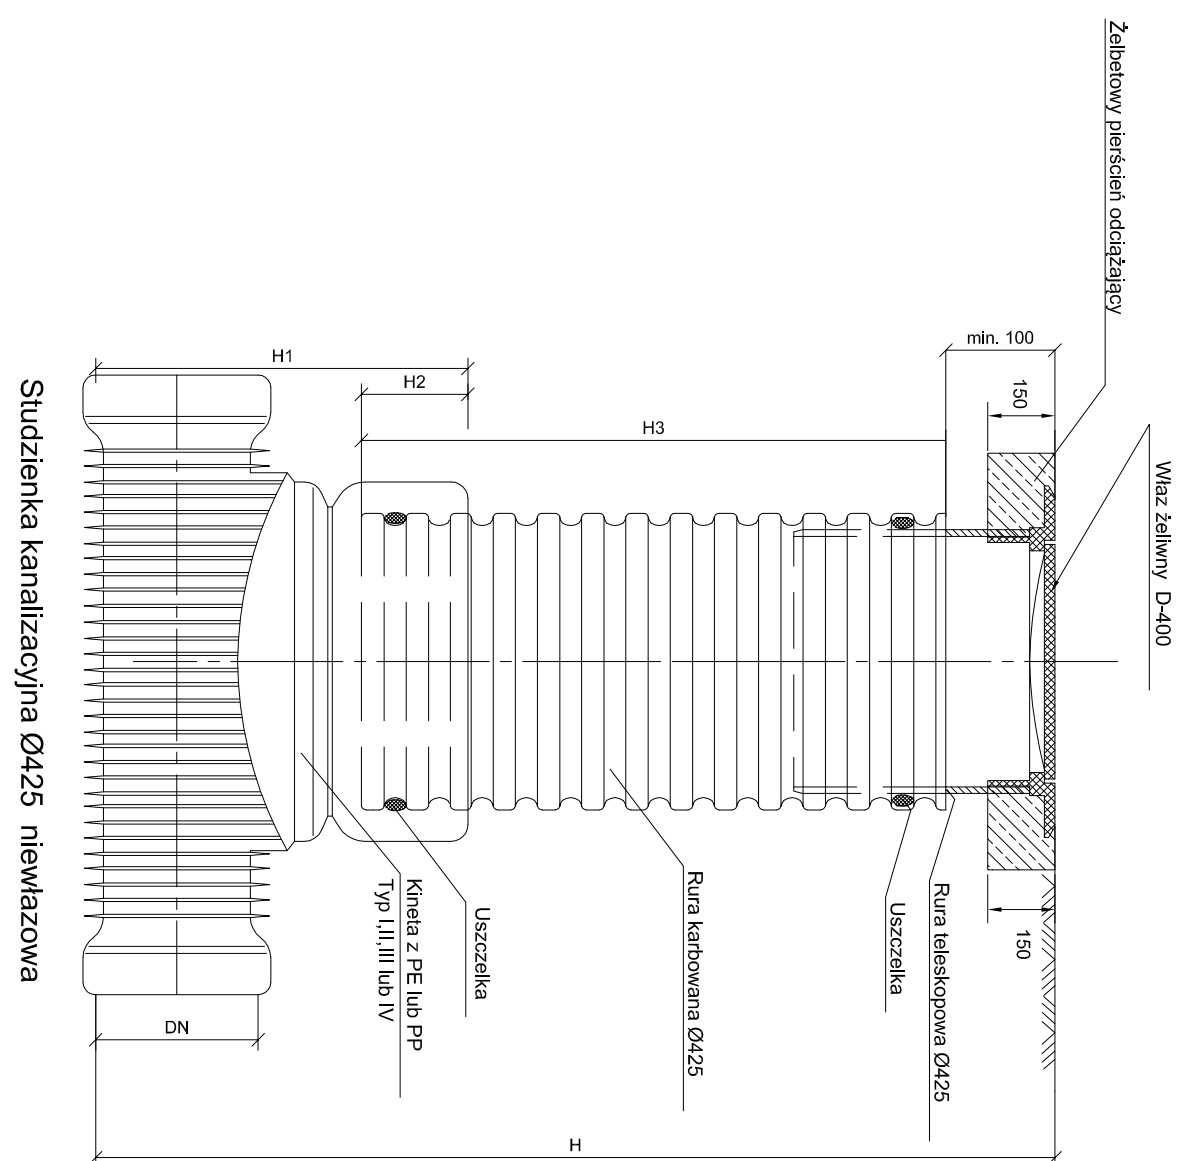 Żelbetowy pierścień odciążający
Właz żeliwny D-400
min. 100
150
H1
H2
H3
150
Rura teleskopowa Ø425
Uszczelka
Rura karbowana Ø425
Uszczelka
Kineta z PE lub PP
Typ I,II,III lub IV
DN
H
Studzienka kanalizacyjna Ø425 niewłazowa